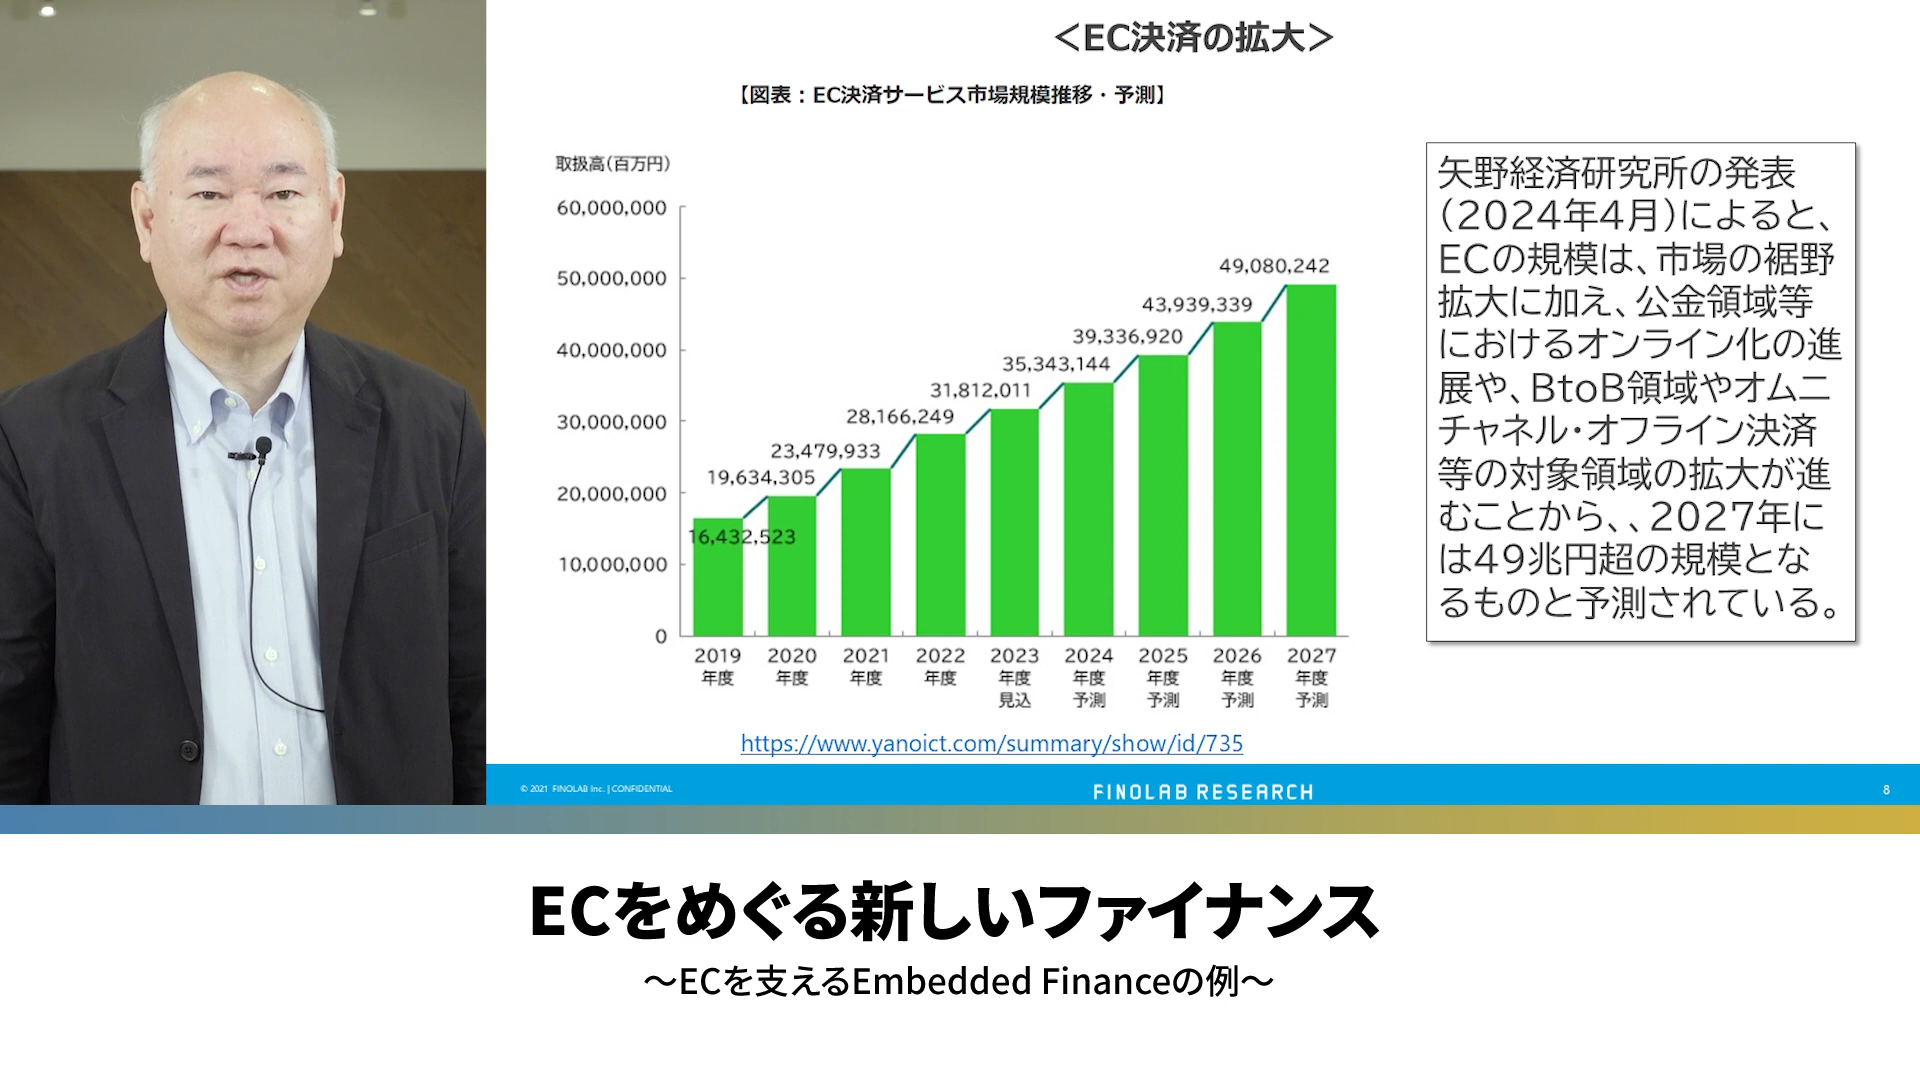 ＜EC決済の拡大＞
【図表：EC決済サービス市場規模推移・予測】
取扱高(百万円)
60,000,000
50,000,000
40,000,000
30,000,000
20,000,000
10,000,000
0
16,432,523
19,634,305
23,479,933
28,166,249
31,812,011
35,343,144
39,336,920
43,939,339
49,080,242
2019 2020 2021 2022 2023 2024 2025 2026 2027
年度 年度 年度 年度 年度 年度 年度 年度 年度
見込 予測 予測 予測 予測
https://www.yanoict.com/summary/show/id/735
矢野経済研究所の発表
(2024年4月)によると、
ECの規模は、市場の裾野
拡大に加え、公金領域等
におけるオンライン化の進
展や、BtoB領域やオムニ
チャネル・オフライン決済
等の対象領域の拡大が進
むことから、、2027年に
は49兆円超の規模とな
るものと予測されている。
© 2021 FINOLAB Inc. | CONFIDENTIAL
FINOLAB RESEARCH
8
ECをめぐる新しいファイナンス
～ECを支えるEmbedded Financeの例～